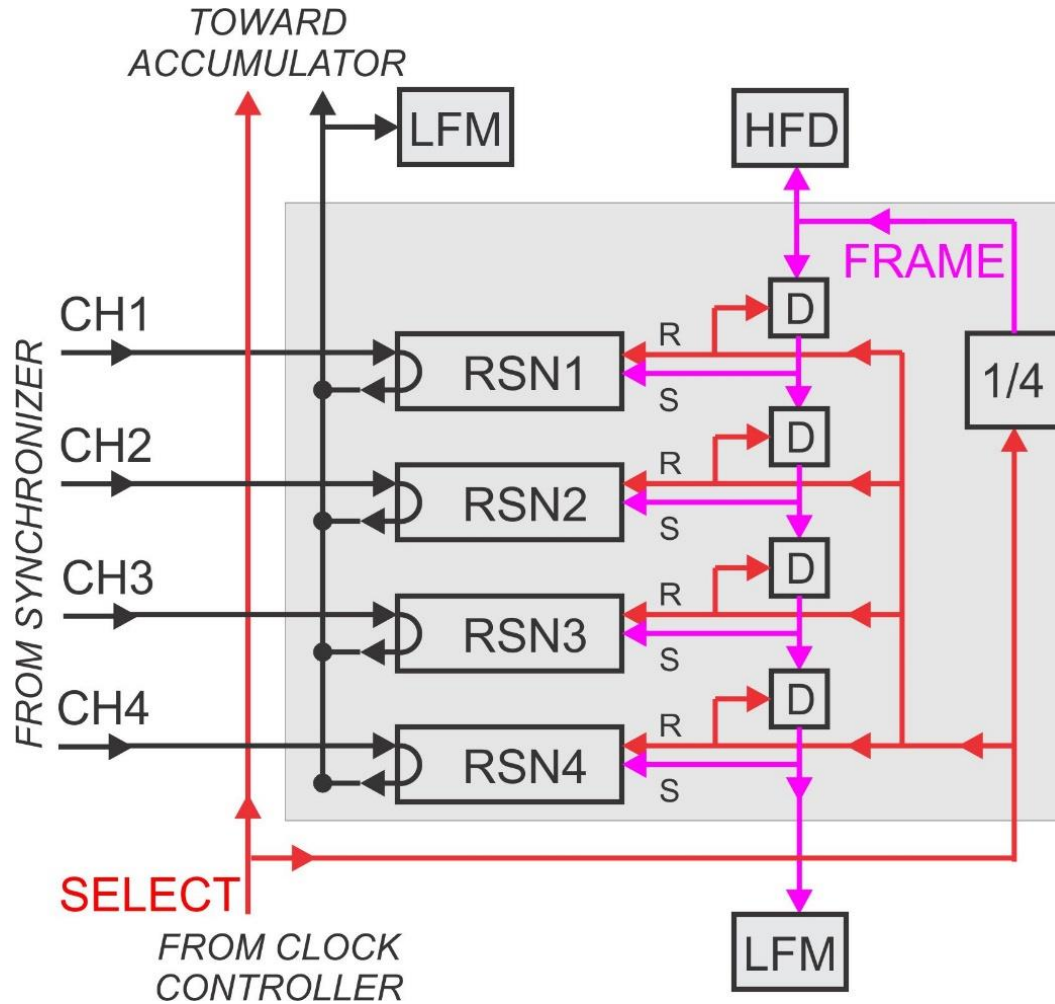 TOWARD
ACCUMULATOR
LFM
HFD
FRAME
CH1
R
D
RSN1
S
1/4
CH2
R
D
RSN2
S
FROM SYNCHRONIZER
CH3
R
D
RSN3
S
CH4
R
D
RSN4
S
SELECT
FROM CLOCK
CONTROLLER
LFM